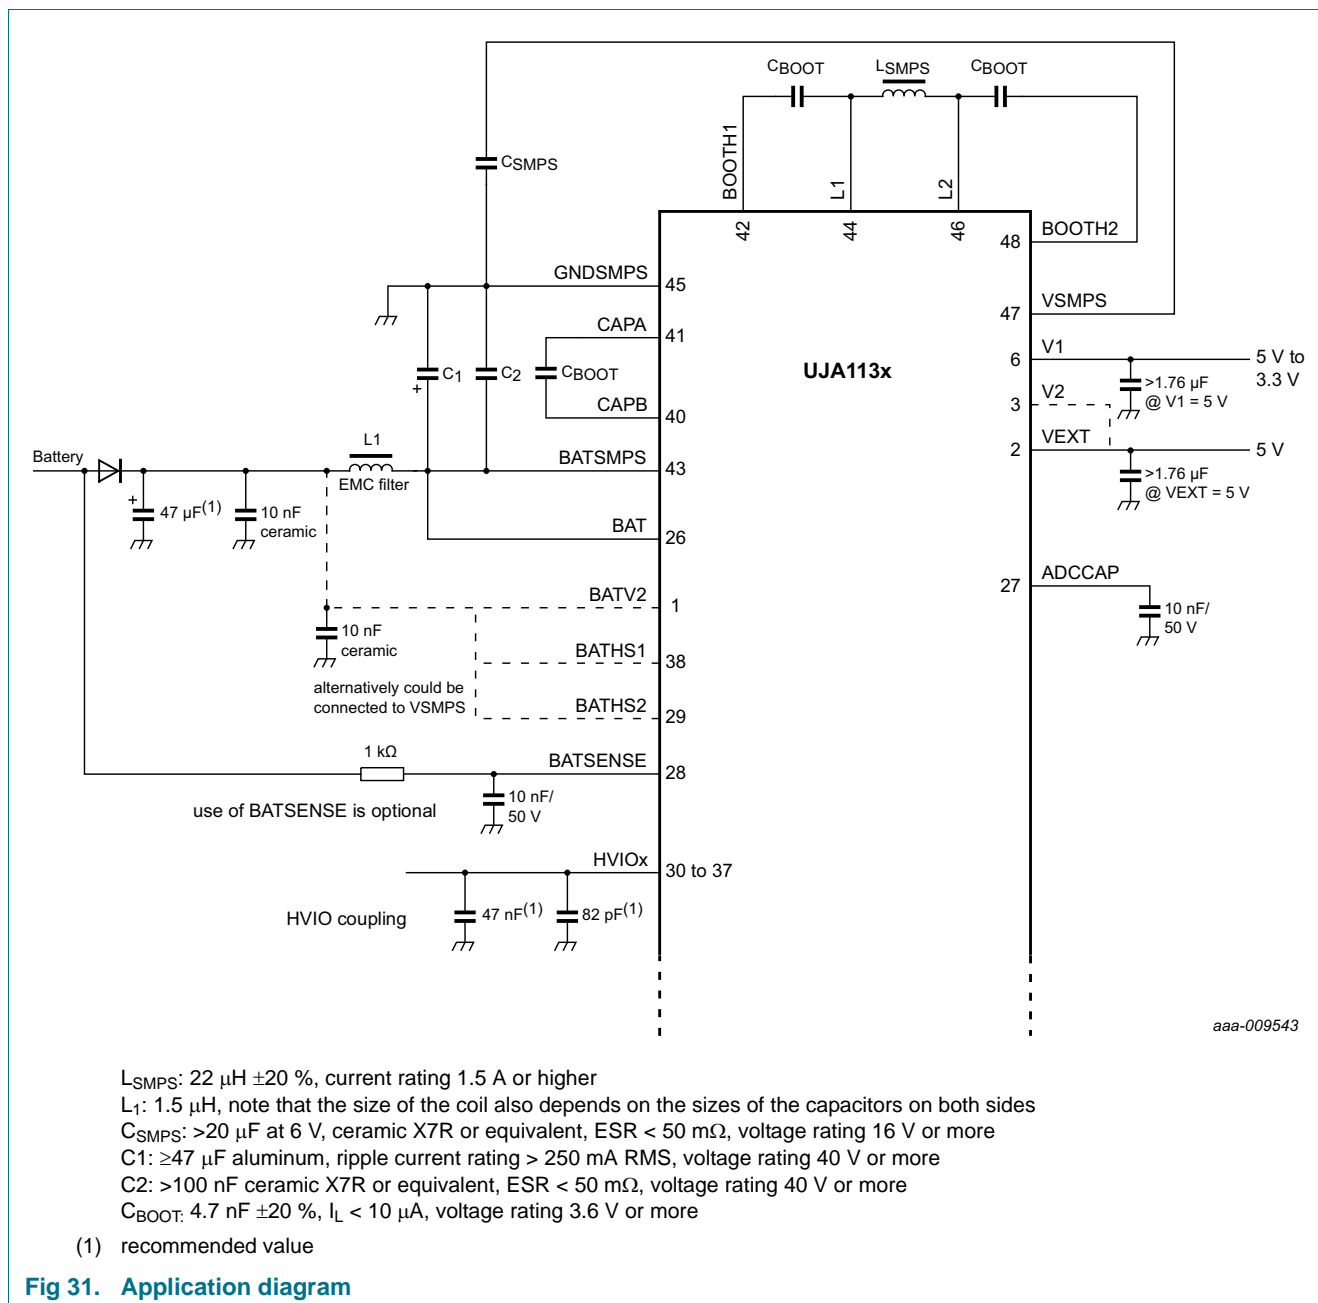 CBOOT LSMPS CBOOT
CSMPS
BOOTH1 L1 L2
42 44 46
48 BOOTH2
GNDSMPS 45
47 VSMPS
CAPA 41
UJA113x
6 V1 5 V to
3.3 V
>1.76 µF
@ V1 = 5 V
+ C1 C2 CBOOT
CAPB 40
3 V2
2 VEXT 5 V
>1.76 µF
@ VEXT = 5 V
Battery
L1
EMC filter
BATSMPS 43
+ 47 µF(1)
10 nF
ceramic
BAT 26
27 ADCCAP
10 nF/
50 V
BATV2 1
10 nF
ceramic
BATHS1 38
alternatively could be
connected to VSMPS
BATHS2 29
1 kΩ
BATSENSE 28
10 nF/
50 V
use of BATSENSE is optional
HVIOx 30 to 37
HVIO coupling
47 nF(1) 82 pF(1)
aaa-009543
LSMPS: 22 µH ±20 %, current rating 1.5 A or higher
L1: 1.5 µH, note that the size of the coil also depends on the sizes of the capacitors on both sides
CSMPS: >20 µF at 6 V, ceramic X7R or equivalent, ESR < 50 mΩ, voltage rating 16 V or more
C1: ≥47 µF aluminum, ripple current rating > 250 mA RMS, voltage rating 40 V or more
C2: >100 nF ceramic X7R or equivalent, ESR < 50 mΩ, voltage rating 40 V or more
CBOOT: 4.7 nF ±20 %, IL < 10 µA, voltage rating 3.6 V or more
(1) recommended value
Fig 31. Application diagram